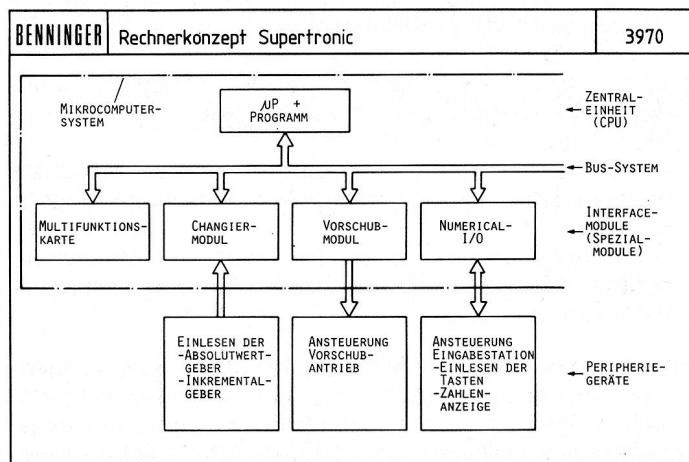 BENNINGER
Rechnerkonzept Supertronic
3970
MIKROCOMPUTER-
SYSTEM
µP +
PROGRAMM
ZENTRAL-
EINHEIT
(CPU)
BUS-SYSTEM
MULTIFUNKTIONS-
KARTE
CHANGIER-
MODUL
VORSCHUB-
MODUL
NUMERICAL-
I/O
INTERFACE-
MODULE
(SPEZIAL-
MODULE)
EINLESEN DER
-ABSOLUTWERT-
GEBER
-INKREMENTAL-
GEBER
ANSTEUERUNG
VORSCHUB-
ANTRIEB
ANSTEUERUNG
EINGABESTATION
-EINLESEN DER
TASTEN
-ZAHLEN-
ANZEIGE
PERIPHERIE-
GERÄTE